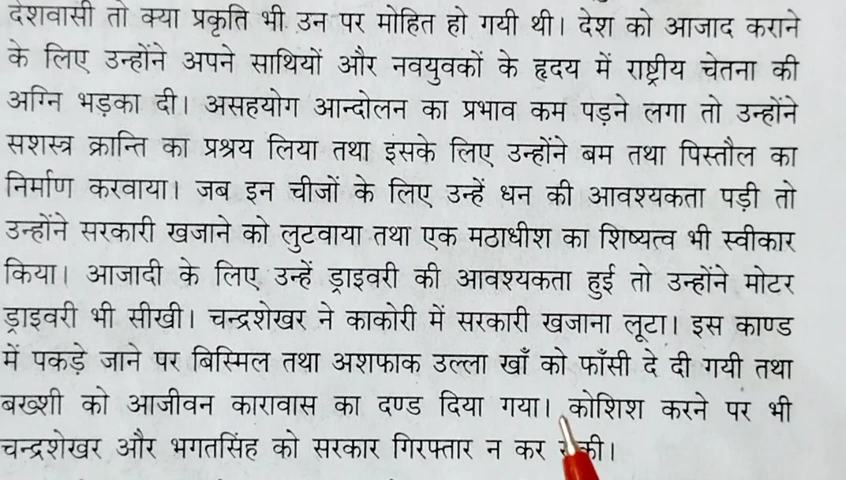 देशवासी तो क्या प्रकृति भी उन पर मोहित हो गयी थी। देश को आजाद कराने
के लिए उन्होंने अपने साथियों और नवयुवकों के हृदय में राष्ट्रीय चेतना की
अग्नि भड़का दी। असहयोग आन्दोलन का प्रभाव कम पड़ने लगा तो उन्होंने
सशस्त्र क्रान्ति का प्रश्रय लिया तथा इसके लिए उन्होंने बम तथा पिस्तौल का
निर्माण करवाया। जब इन चीजों के लिए उन्हें धन की आवश्यकता पड़ी तो
उन्होंने सरकारी खजाने को लुटवाया तथा एक मठाधीश का शिष्यत्व भी स्वीकार
किया। आजादी के लिए उन्हें ड्राइवरी की आवश्यकता हुई तो उन्होंने मोटर
ड्राइवरी भी सीखी। चन्द्रशेखर ने काकोरी में सरकारी खजाना लूटा। इस काण्ड
में पकड़े जाने पर बिस्मिल तथा अशफाक उल्ला खाँ को फाँसी दे दी गयी तथा
बख्शी को आजीवन कारावास का दण्ड दिया गया। कोशिश करने पर भी
चन्द्रशेखर और भगतसिंह को सरकार गिरफ्तार न कर सकी।